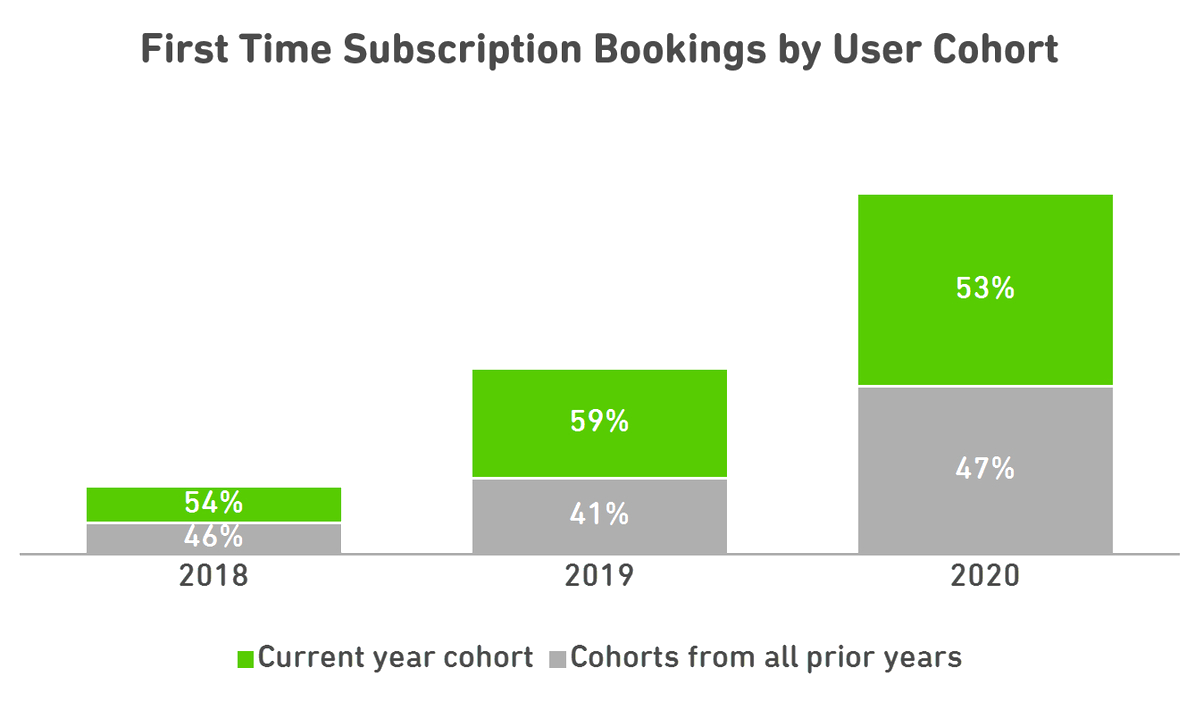 First Time Subscription Bookings by User Cohort
53%
59%
47%
54%
41%
46%
2018 2019 2020
Current year cohort Cohorts from all prior years